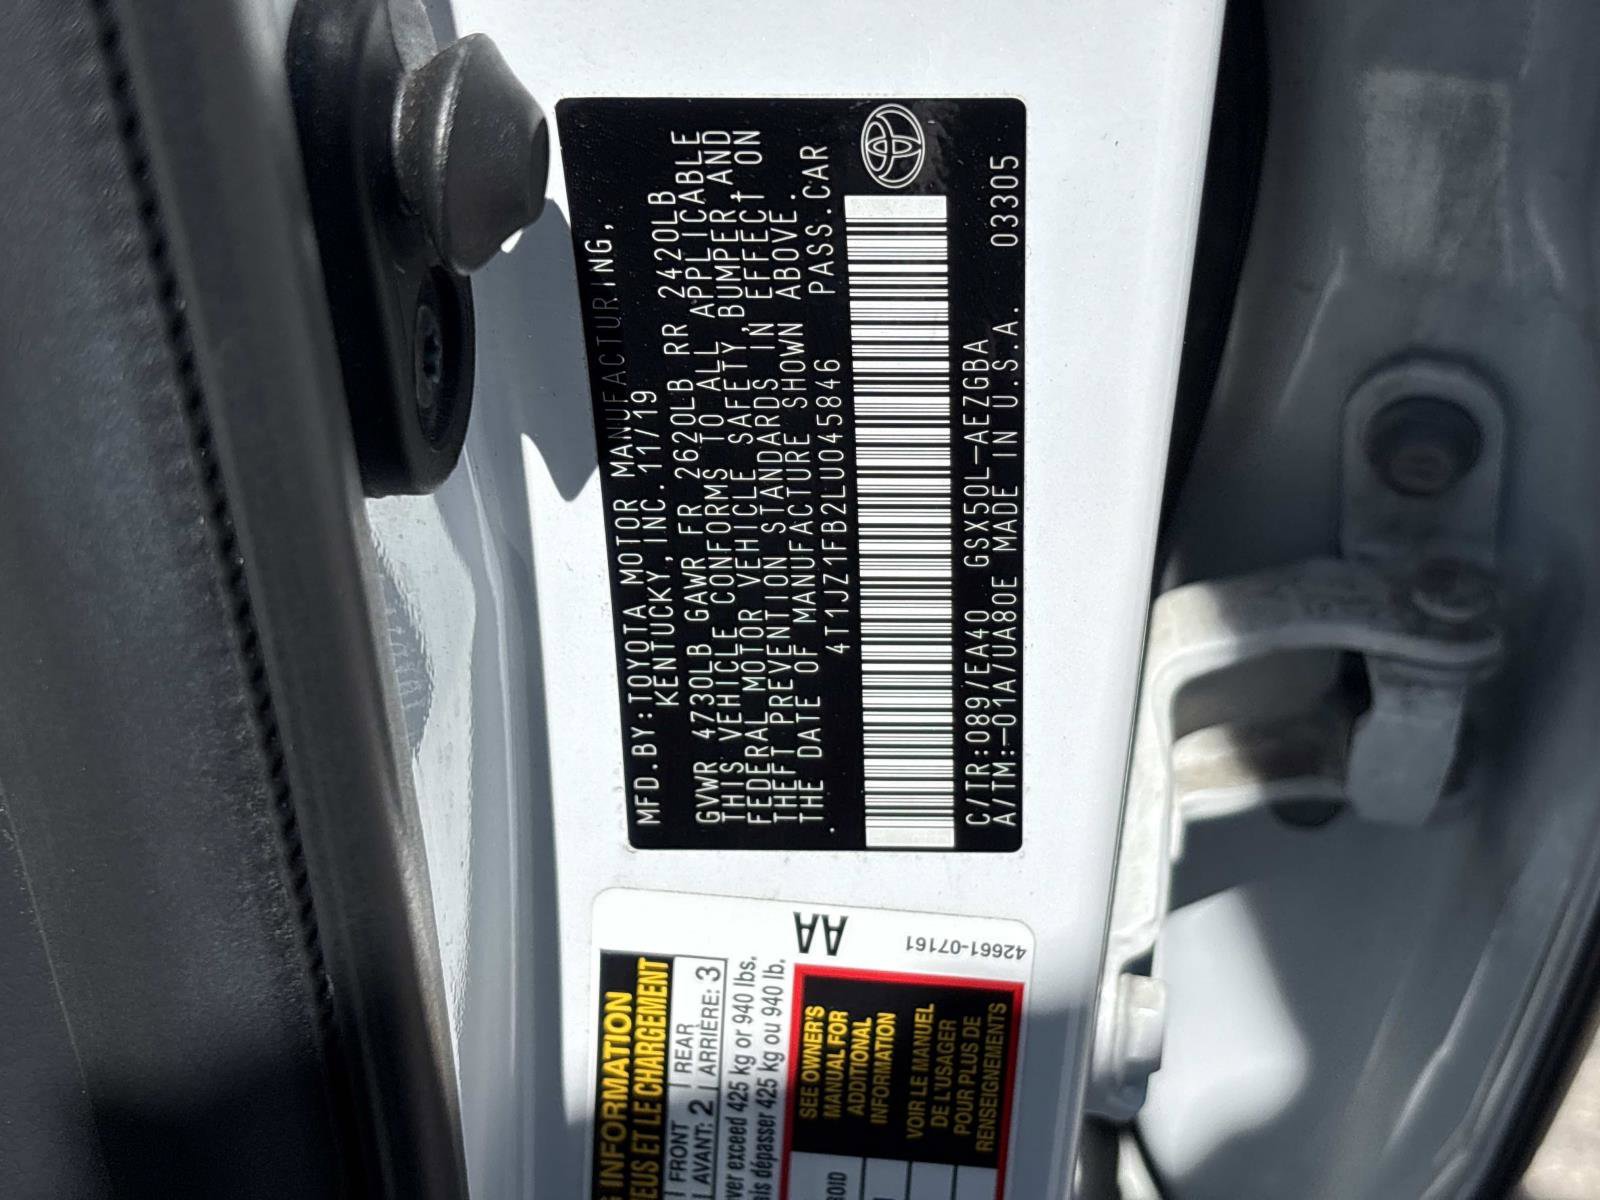 MFD.BY:TOYOTA MOTOR MANUFACTURING,
KENTUCKY, INC. 11/19
GVWR 4730LB GAWR FR 2620LB RR 2420LB
THIS VEHICLE CONFORMS TO ALL APPLICABLE
FEDERAL MOTOR VEHICLE SAFETY, BUMPER, AND
THEFT PREVENTION STANDARDS IN EFFECT ON
THE DATE OF MANUFACTURE SHOWN ABOVE.
4T1JZ1FB2LU045846 PASS.CAR
C/TR:089/EA40 GSX50L-AEZGBA
A/TM:-01A/UA80E MADE IN U.S.A. 03305
AA
42661-07161
INFORMATION
ET LE CHARGEMENT
FRONT REAR
AVANT: 2 ARRIÈRE: 3
exceed 425 kg or 940 lbs.
dépasser 425 kg ou 940 lb.
SEE OWNER'S
MANUAL FOR
ADDITIONAL
INFORMATION
VOIR LE MANUEL
DE L'USAGER
POUR PLUS DE
RENSEIGNEMENTS